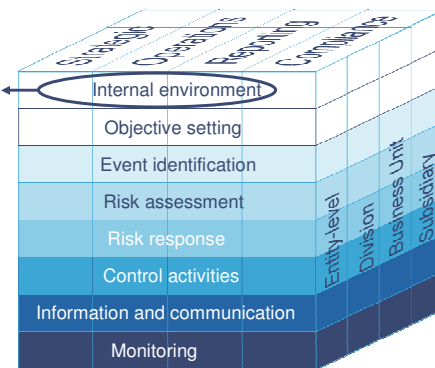 Strategic
Operations
Reporting
Compliance
Internal environment
Objective setting
Event identification
Risk assessment
Risk response
Control activities
Information and communication
Monitoring
Entity-level
Division
Business Unit
Subsidiary